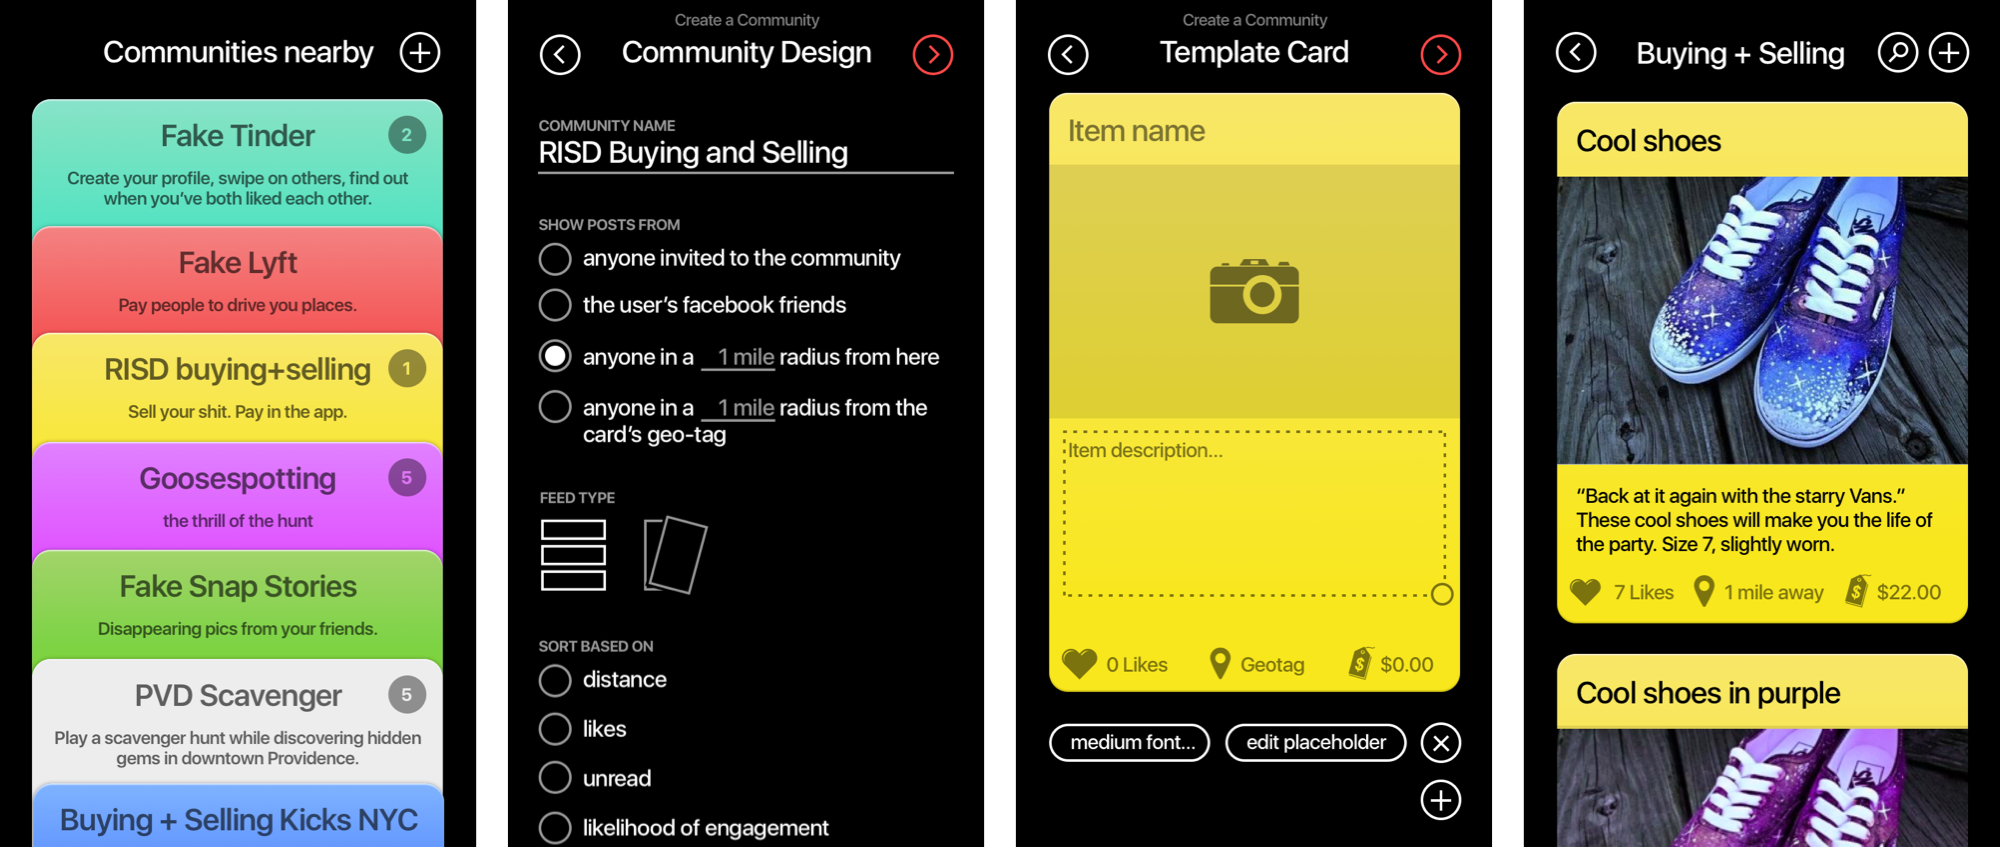 Communities nearby
Fake Tinder
2
Create your profile, swipe on others, find out
when you've both liked each other.
Fake Lyft
Pay people to drive you places.
RISD buying+selling
1
Sell your shit. Pay in the app.
Goosespotting
5
the thrill of the hunt
Fake Snap Stories
Disappearing pics from your friends.
PVD Scavenger
5
Play a scavenger hunt while discovering hidden
gems in downtown Providence.
Buying + Selling Kicks NYC
Create a Community
Community Design
COMMUNITY NAME
RISD Buying and Selling
SHOW POSTS FROM
anyone invited to the community
the user's facebook friends
anyone in a 1 mile radius from here
anyone in a 1 mile radius from the
card's geo-tag
FEED TYPE
SORT BASED ON
distance
likes
unread
likelihood of engagement
Create a Community
Template Card
Item name
Item description...
0 Likes
Geotag
$
$0.00
medium font...
edit placeholder
Buying + Selling
Cool shoes
“Back at it again with the starry Vans.”
These cool shoes will make you the life of
the party. Size 7, slightly worn.
7 Likes
1 mile away
$
$22.00
Cool shoes in purple